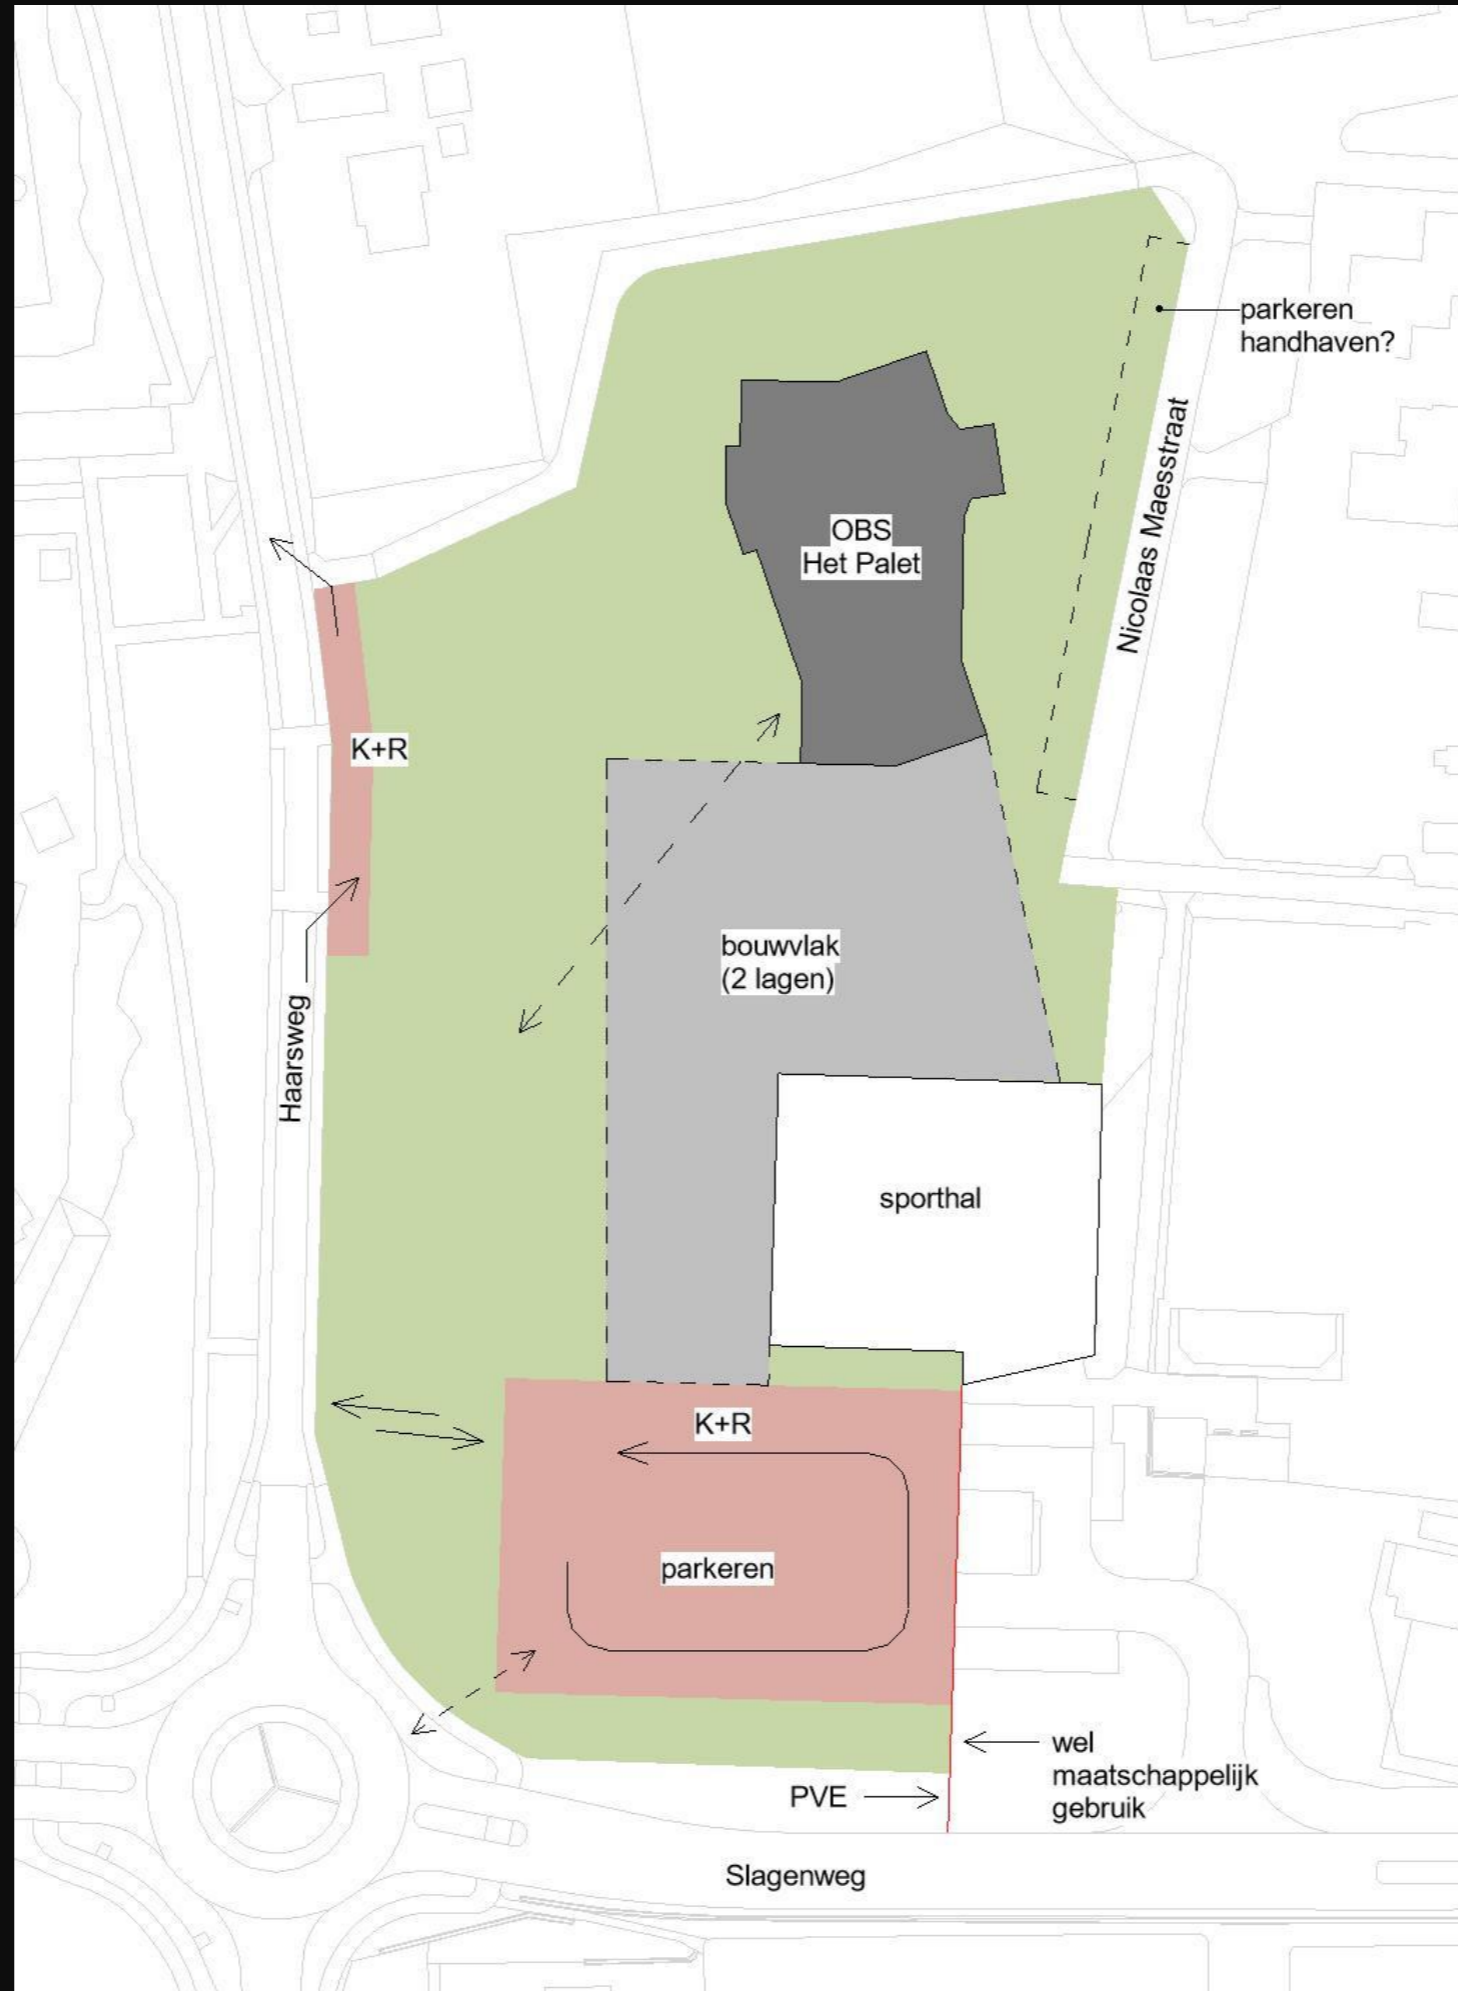 parkeren
handhaven?
Nicolaas Maesstraat
OBS
Het Palet
K+R
bouwvlak
(2 lagen)
Haarsweg
sporthal
K+R
parkeren
wel
maatschappelijk
gebruik
PVE
Slagenweg